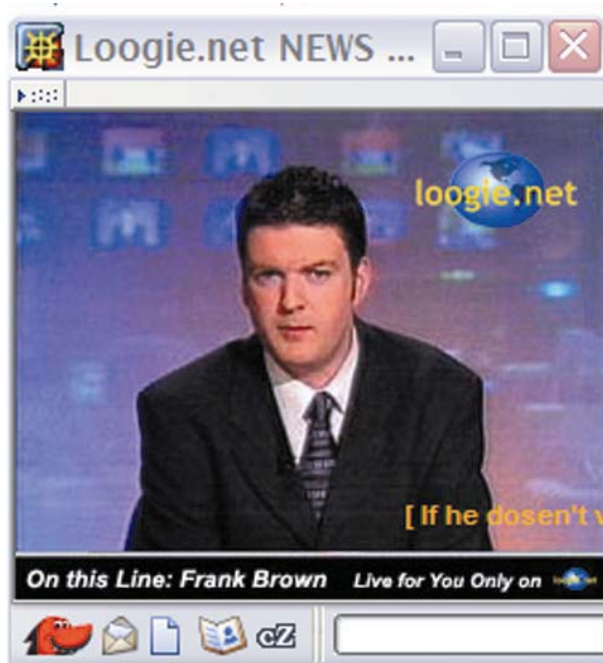 Loogie.net NEWS ...
loogie.net
[ If he dosen't v
On this Line: Frank Brown Live for You Only on
cZ